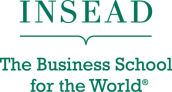 INSEAD
The Business School
for the World®